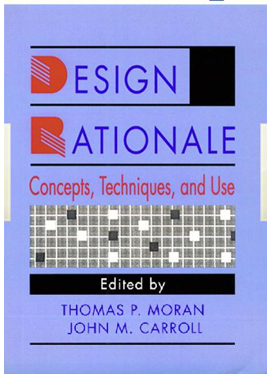 DESIGN
RATIONALE
Concepts, Techniques, and Use
Edited by
THOMAS P. MORAN
JOHN M. CARROLL